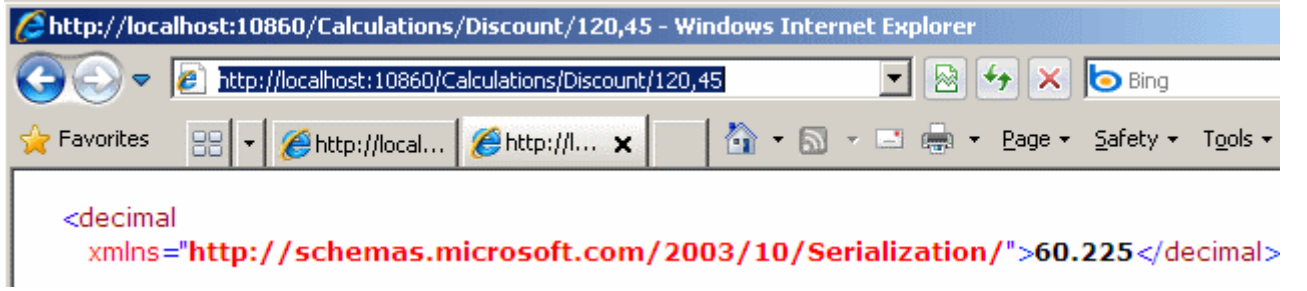 http://localhost:10860/Calculations/Discount/120,45 - Windows Internet Explorer
http://localhost:10860/Calculations/Discount/120,45 Bing
Favorites http://local... http://l... Page Safety Tools
<decimal
xmlns="http://schemas.microsoft.com/2003/10/Serialization/">60.225</decimal>